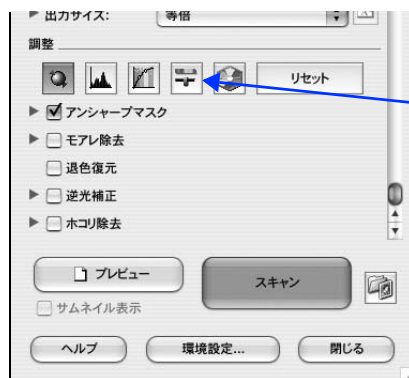 出力サイズ: 等倍
調整
リセット
アンシャープマスク
モアレ除去
退色復元
逆光補正
ホコリ除去
プレビュー
スキャン
サムネイル表示
ヘルプ 環境設定... 閉じる